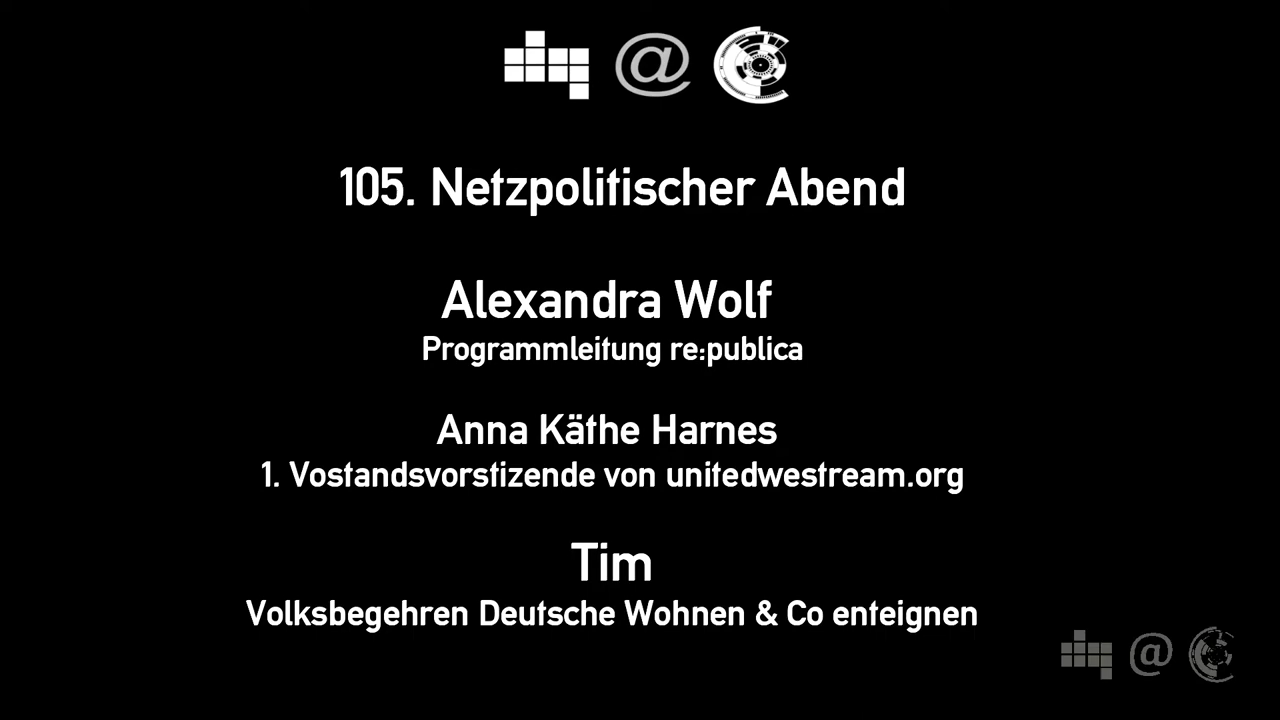 @
105. Netzpolitischer Abend
Alexandra Wolf
Programmleitung re:publica
Anna Käthe Harnes
1. Vostandsvorstizende von unitedwestream.org
Tim
Volksbegehren Deutsche Wohnen & Co enteignen
@